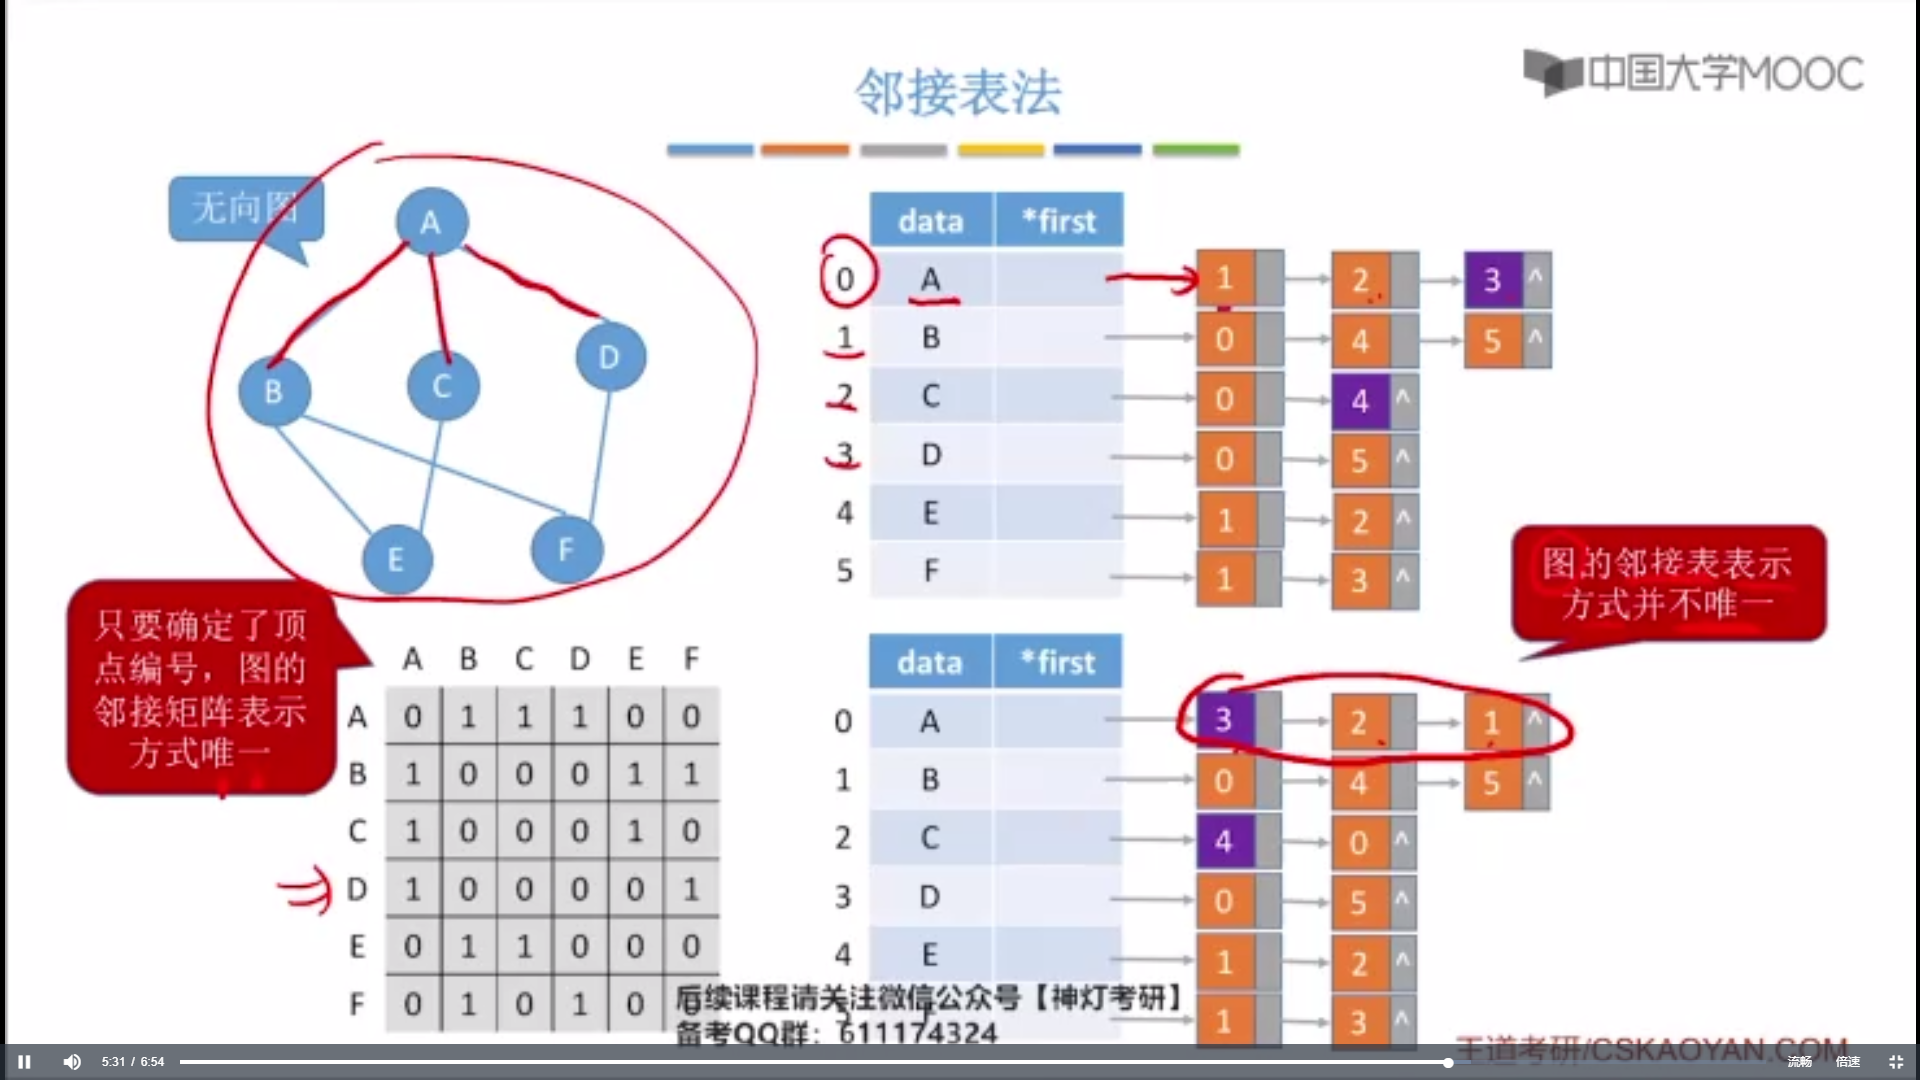 邻接表法
中国大学MOOC
无向图
A
B
C
D
E
F
data *first
0 A 1 2 3 ^
1 B 0 4 5 ^
2 C 0 4 ^
3 D 0 5 ^
4 E 1 2 ^
5 F 1 3 ^
图的邻接表表示
方式并不唯一
只要确定了顶
点编号，图的
邻接矩阵表示
方式唯一
A B C D E F
A 0 1 1 1 0 0
B 1 0 0 0 1 1
C 1 0 0 0 1 0
D 1 0 0 0 0 1
E 0 1 1 0 0 0
F 0 1 0 1 0 0
data *first
0 A 3 2 1 ^
1 B 0 4 5 ^
2 C 4 0 ^
3 D 0 5 ^
4 E 1 2 ^
5 F 1 3 ^
后续课程请关注微信公众号【神灯考研】
备考QQ群：611174324
王道考研/CSKAOYAN.COM
5:31 / 6:54
流畅 倍速